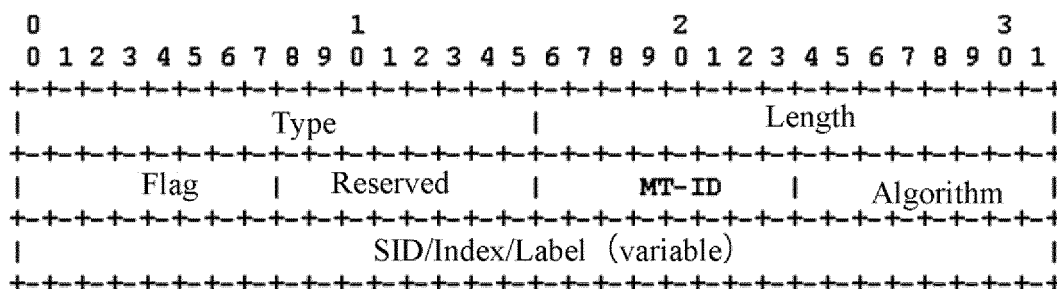 0 1 2 3
0 1 2 3 4 5 6 7 8 9 0 1 2 3 4 5 6 7 8 9 0 1 2 3 4 5 6 7 8 9 0 1
+-+-+-+-+-+-+-+-+-+-+-+-+-+-+-+-+-+-+-+-+-+-+-+-+-+-+-+-+-+-+-+-+
| Type | Length |
+-+-+-+-+-+-+-+-+-+-+-+-+-+-+-+-+-+-+-+-+-+-+-+-+-+-+-+-+-+-+-+-+
| Flag | Reserved | MT-ID | Algorithm |
+-+-+-+-+-+-+-+-+-+-+-+-+-+-+-+-+-+-+-+-+-+-+-+-+-+-+-+-+-+-+-+-+
| SID/Index/Label（variable） |
+-+-+-+-+-+-+-+-+-+-+-+-+-+-+-+-+-+-+-+-+-+-+-+-+-+-+-+-+-+-+-+-+